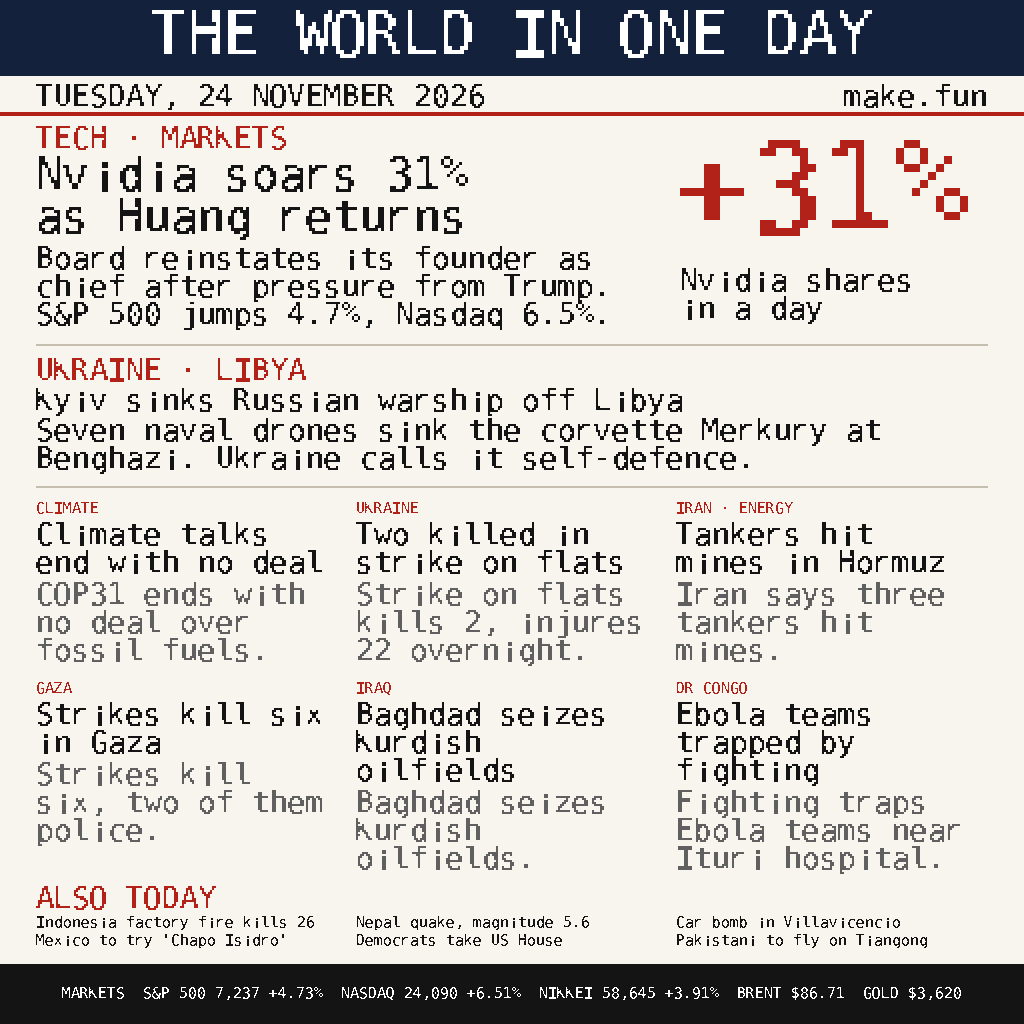 THE WORLD IN ONE DAY
TUESDAY, 24 NOVEMBER 2026
make.fun
TECH · MARKETS
Nvidia soars 31%
as Huang returns
Board reinstates its founder as
chief after pressure from Trump.
S&P 500 jumps 4.7%, Nasdaq 6.5%.
+31%
Nvidia shares
in a day
UKRAINE · LIBYA
Kyiv sinks Russian warship off Libya
Seven naval drones sink the corvette Merkury at
Benghazi. Ukraine calls it self-defence.
CLIMATE
Climate talks
end with no deal
COP31 ends with
no deal over
fossil fuels.
UKRAINE
Two killed in
strike on flats
Strike on flats
kills 2, injures
22 overnight.
IRAN · ENERGY
Tankers hit
mines in Hormuz
Iran says three
tankers hit
mines.
GAZA
Strikes kill six
in Gaza
Strikes kill
six, two of them
police.
IRAQ
Baghdad seizes
Kurdish
oilfields
Baghdad seizes
Kurdish
oilfields.
DR CONGO
Ebola teams
trapped by
fighting
Fighting traps
Ebola teams near
Ituri hospital.
ALSO TODAY
Indonesia factory fire kills 26
Mexico to try 'Chapo Isidro'
Nepal quake, magnitude 5.6
Democrats take US House
Car bomb in Villavicencio
Pakistani to fly on Tiangong
MARKETS S&P 500 7,237 +4.73% NASDAQ 24,090 +6.51% NIKKEI 58,645 +3.91% BRENT $86.71 GOLD $3,620